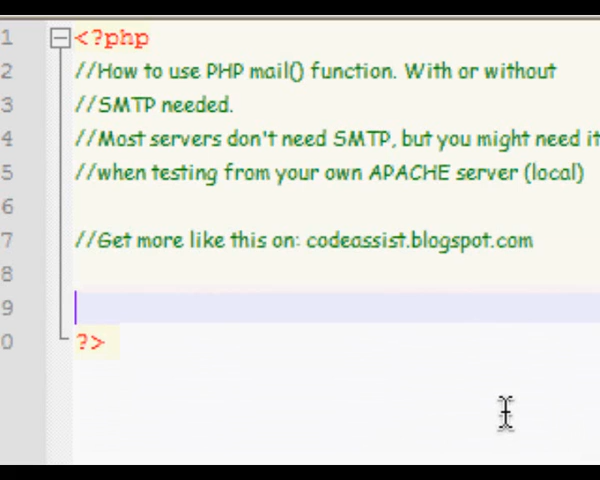 1 <?php
2 //How to use PHP mail() function. With or without
3 //SMTP needed.
4 //Most servers don't need SMTP, but you might need it
5 //when testing from your own APACHE server (local)
6
7 //Get more like this on: codeassist.blogspot.com
8
9
0 ?>